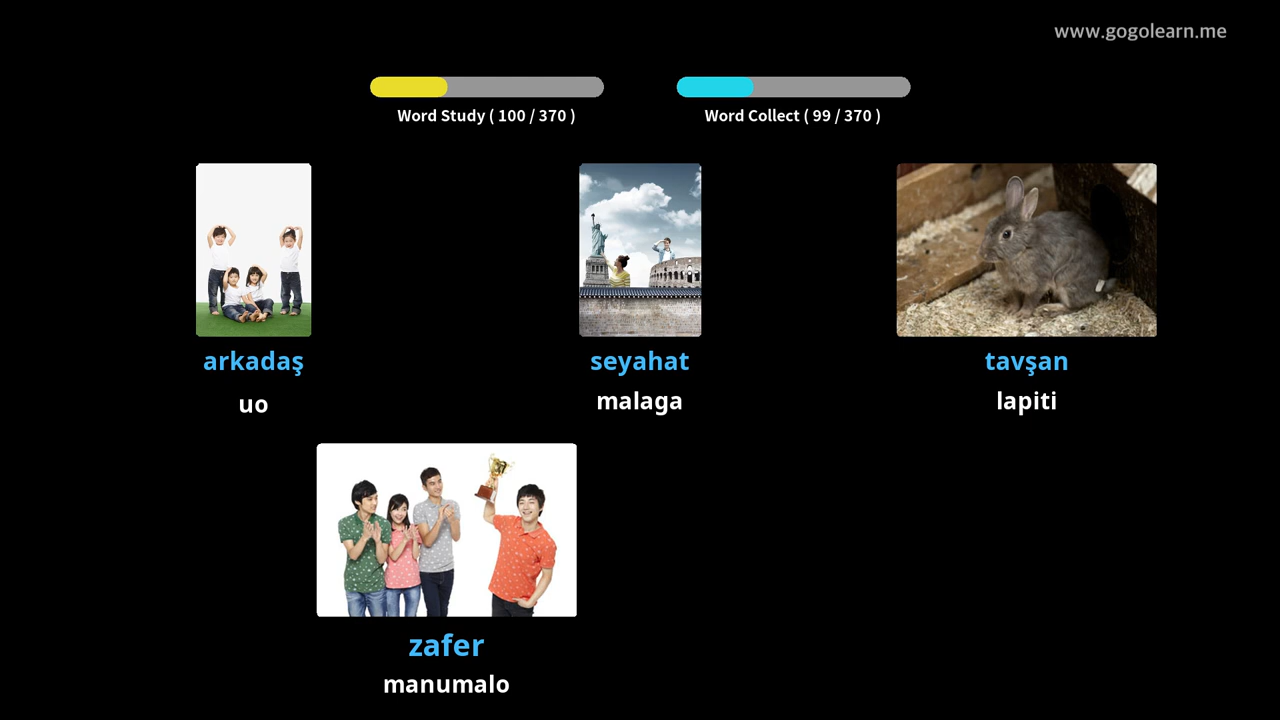 www.gogolearn.me
Word Study ( 100 / 370 )
Word Collect ( 99 / 370 )
arkadaş
uo
seyahat
malaga
tavşan
lapiti
zafer
manumalo